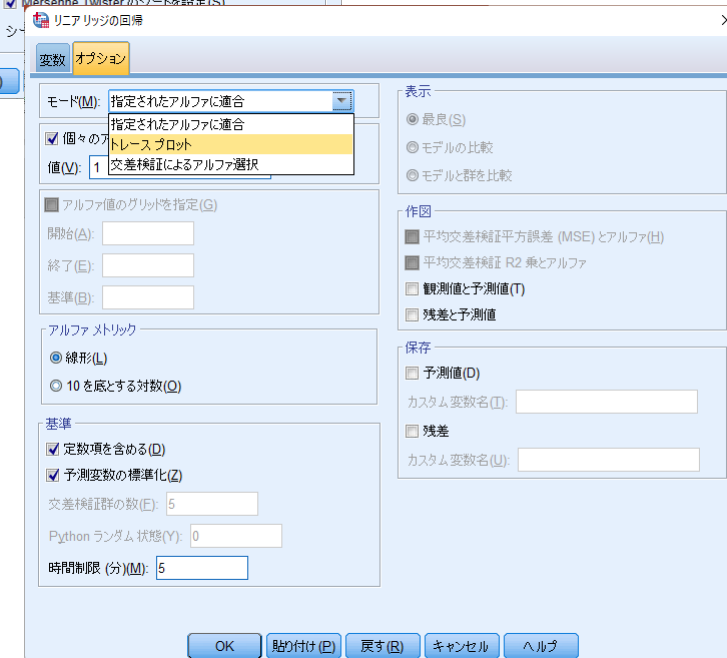 Mersenne Twister のシードを設定(S)
リニア リッジの回帰
変数 オプション
モード(M): 指定されたアルファに適合
指定されたアルファに適合
トレース プロット
交差検証によるアルファ選択
個々のア
値(V): 1
アルファ値のグリッドを指定(G)
開始(A):
終了(E):
基準(B):
アルファ メトリック
線形(L)
10 を底とする対数(O)
基準
定数項を含める(D)
予測変数の標準化(Z)
交差検証群の数(F): 5
Python ランダム 状態(Y): 0
時間制限 (分)(M): 5
表示
最良(S)
モデルの比較
モデルと群を比較
作図
平均交差検証平方誤差 (MSE) とアルファ(H)
平均交差検証 R2 乗とアルファ
観測値と予測値(T)
残差と予測値
保存
予測値(D)
カスタム変数名(T):
残差
カスタム変数名(U):
OK 貼り付け(P) 戻す(R) キャンセル ヘルプ